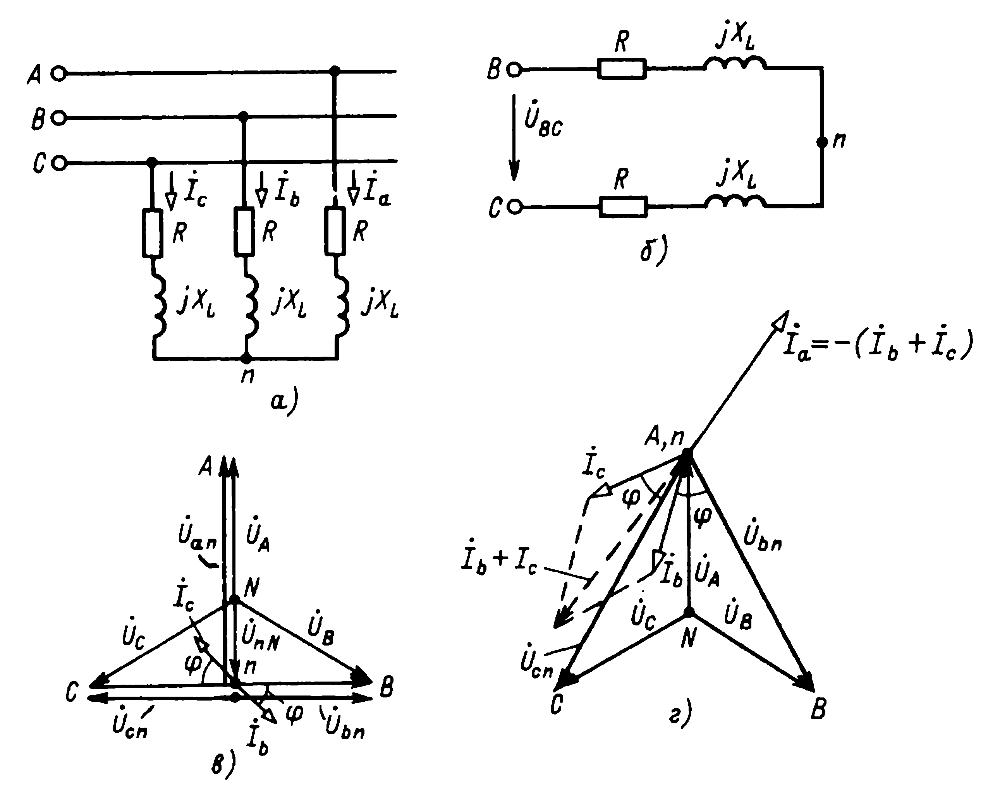 A
B
C
İc
İb
İa
R
R
R
jXL
jXL
jXL
n
а)
B
R
jXL
U̇BC
n
C
R
jXL
б)
A
U̇an
U̇A
İc
N
U̇C
U̇nN
U̇B
φ
n
C
B
U̇cn
φ
U̇bn
İb
в)
İa=-(İb+İc)
A,n
İc
φ
φ
U̇bn
İb+Ic
İb
U̇A
U̇C
U̇B
N
U̇cn
C
B
г)